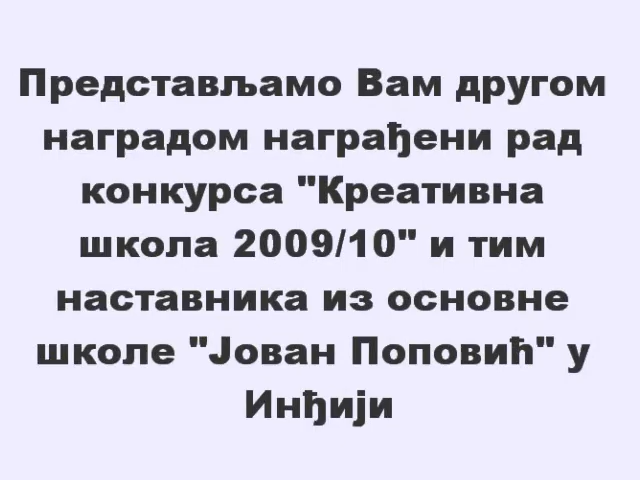 Представљамо Вам другом
наградом награђени рад
конкурса "Креативна
школа 2009/10" и тим
наставника из основне
школе "Јован Поповић" у
Инђији